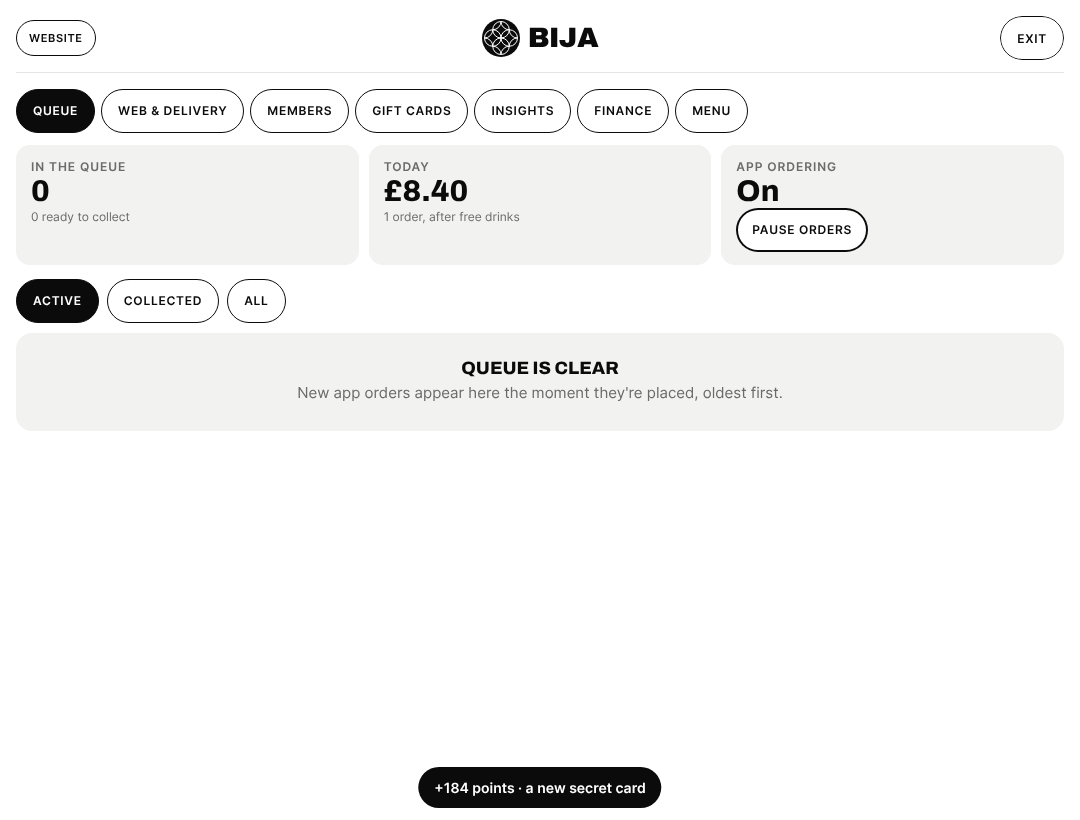 WEBSITE
BIJA
EXIT
QUEUE
WEB & DELIVERY
MEMBERS
GIFT CARDS
INSIGHTS
FINANCE
MENU
IN THE QUEUE
0
0 ready to collect
TODAY
£8.40
1 order, after free drinks
APP ORDERING
On
PAUSE ORDERS
ACTIVE
COLLECTED
ALL
QUEUE IS CLEAR
New app orders appear here the moment they're placed, oldest first.
+184 points · a new secret card